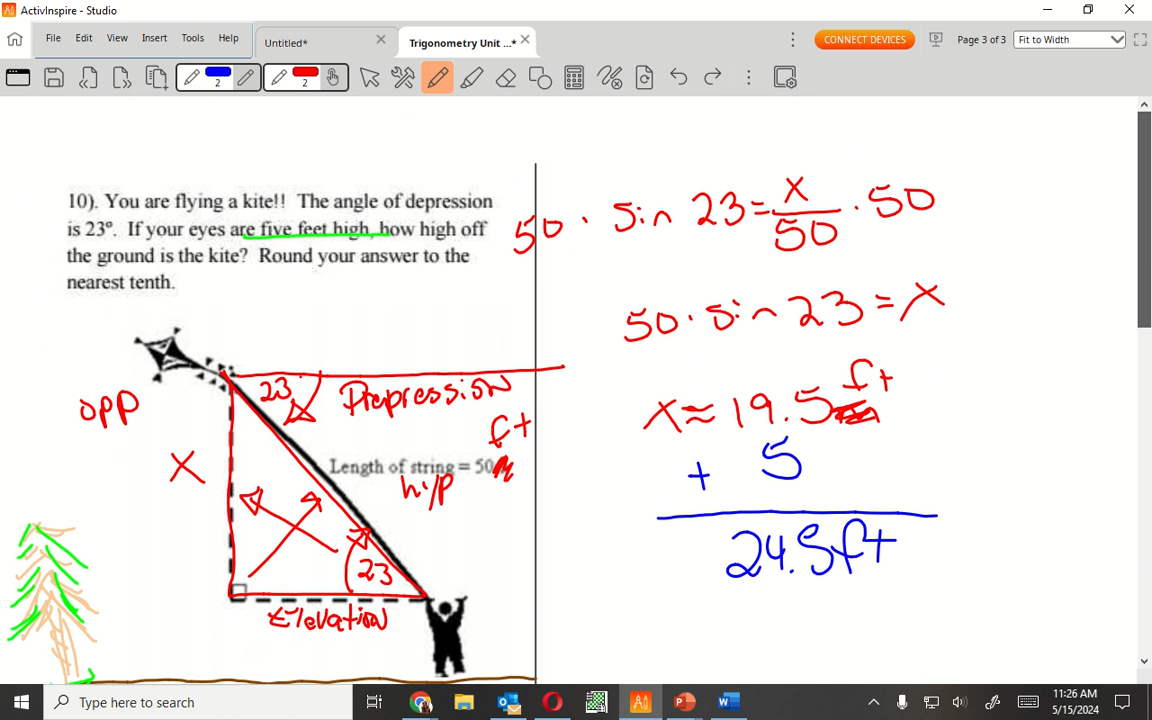 ActivInspire - Studio
File Edit View Insert Tools Help
Untitled*
Trigonometry Unit ...*
CONNECT DEVICES
Page 3 of 3
Fit to Width
2
2
10). You are flying a kite!! The angle of depression
is 23º. If your eyes are five feet high, how high off
the ground is the kite? Round your answer to the
nearest tenth.
50 · sin 23 = x/50 · 50
50 · sin 23 = x
x ≈ 19.5 ft
+ 5
24.5 ft
23 Depression
opp
ft
x
Length of string = 50
hyp
23
Elevation
Type here to search
11:26 AM
5/15/2024